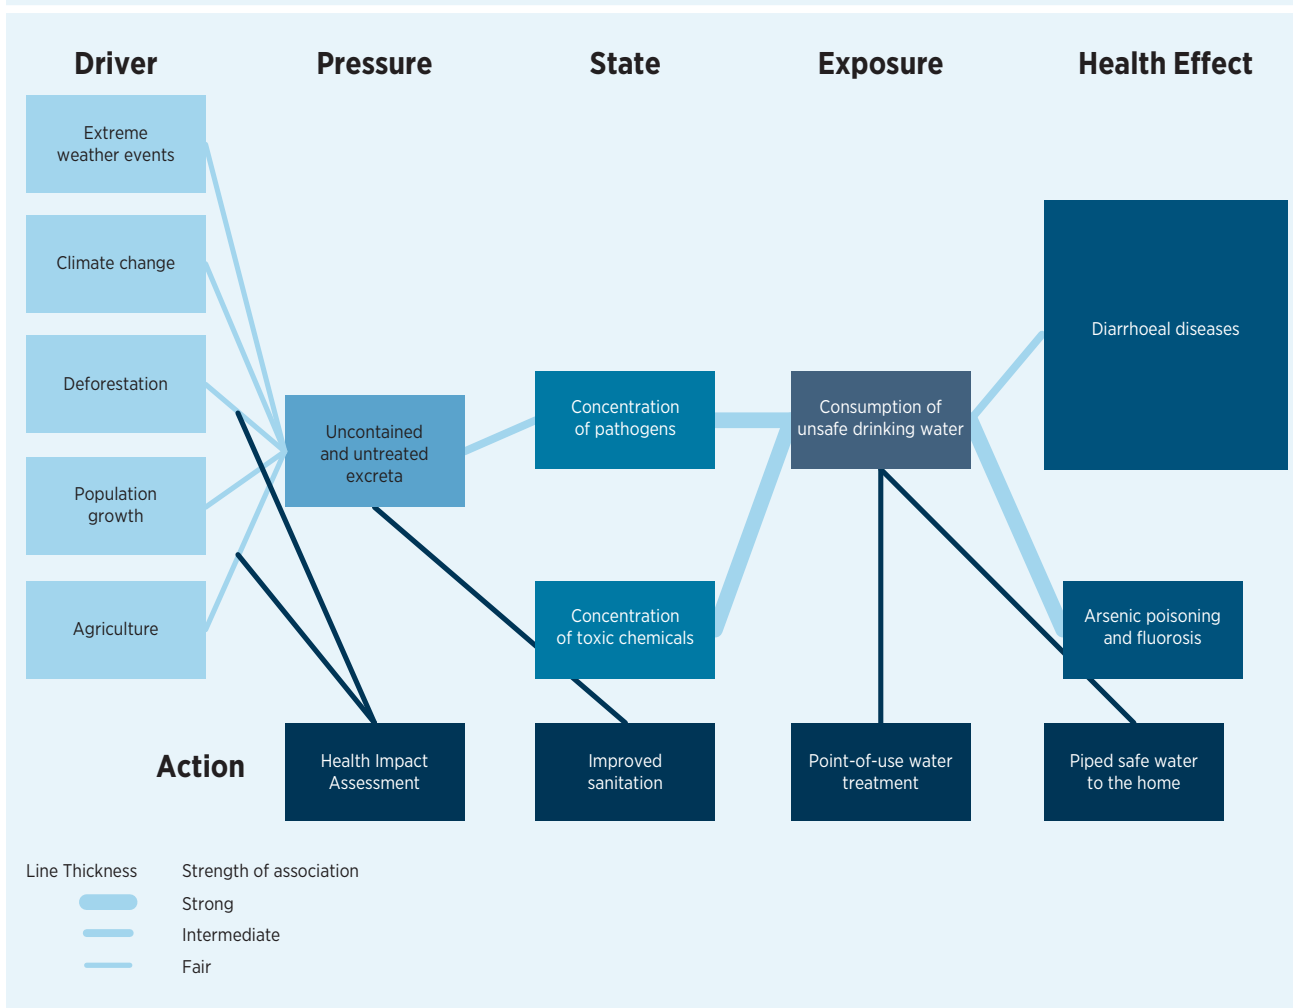 Driver
Pressure
State
Exposure
Health Effect
Extreme
weather events
Climate change
Deforestation
Population
growth
Agriculture
Uncontained
and untreated
excreta
Concentration
of pathogens
Concentration
of toxic chemicals
Consumption of
unsafe drinking water
Diarrhoeal diseases
Arsenic poisoning
and fluorosis
Action
Health Impact
Assessment
Improved
sanitation
Point-of-use water
treatment
Piped safe water
to the home
Line Thickness
Strength of association
Strong
Intermediate
Fair